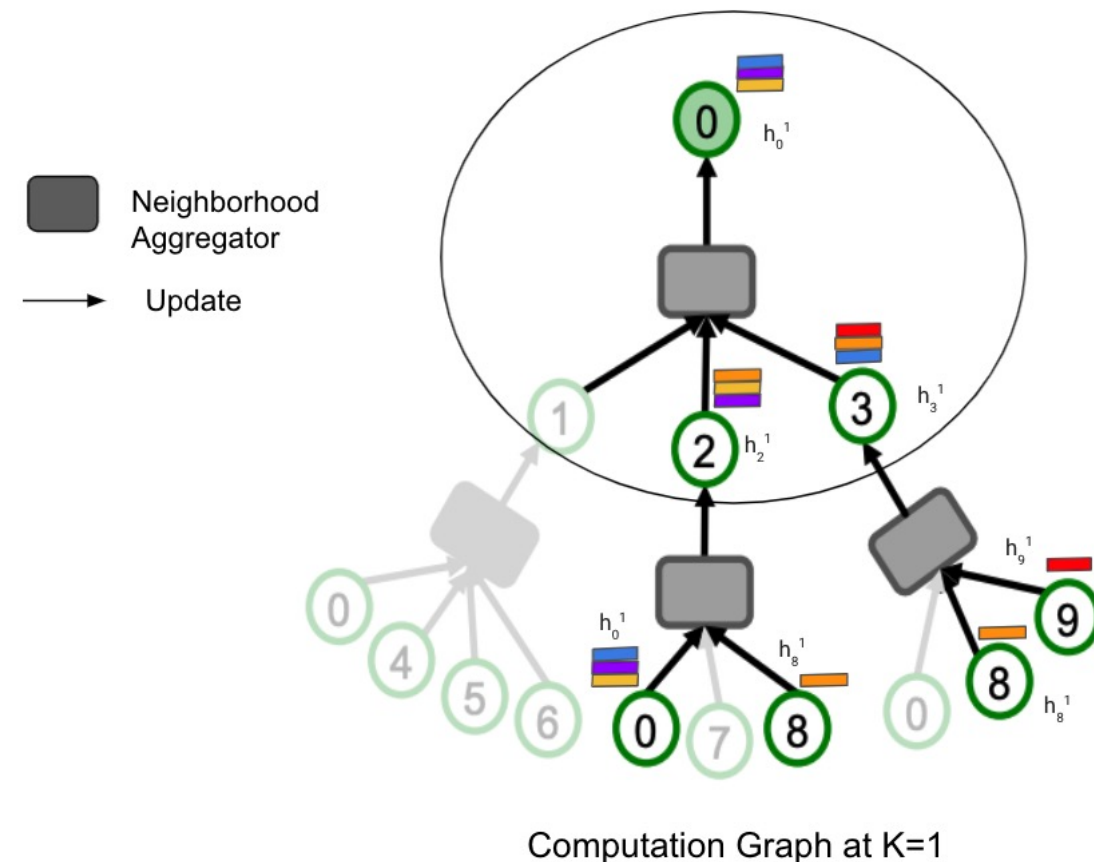 0
h₀¹
Neighborhood
Aggregator
Update
1
2
h₂¹
3
h₃¹
h₉¹
0
4
5
6
h₀¹
h₈¹
0
7
8
0
8
9
h₈¹
Computation Graph at K=1